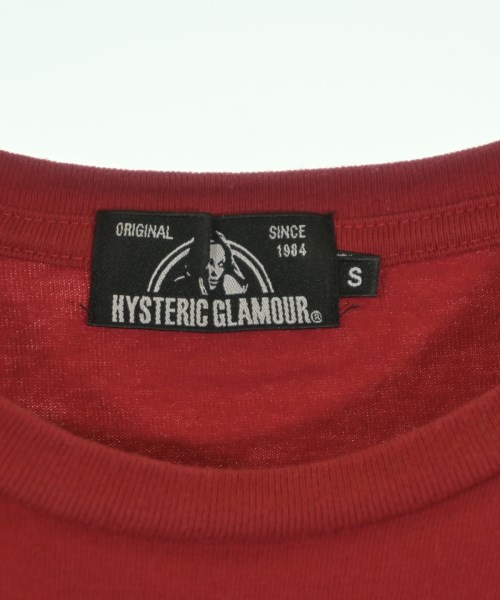 ORIGINAL SINCE
1984
HYSTERIC GLAMOUR®
S